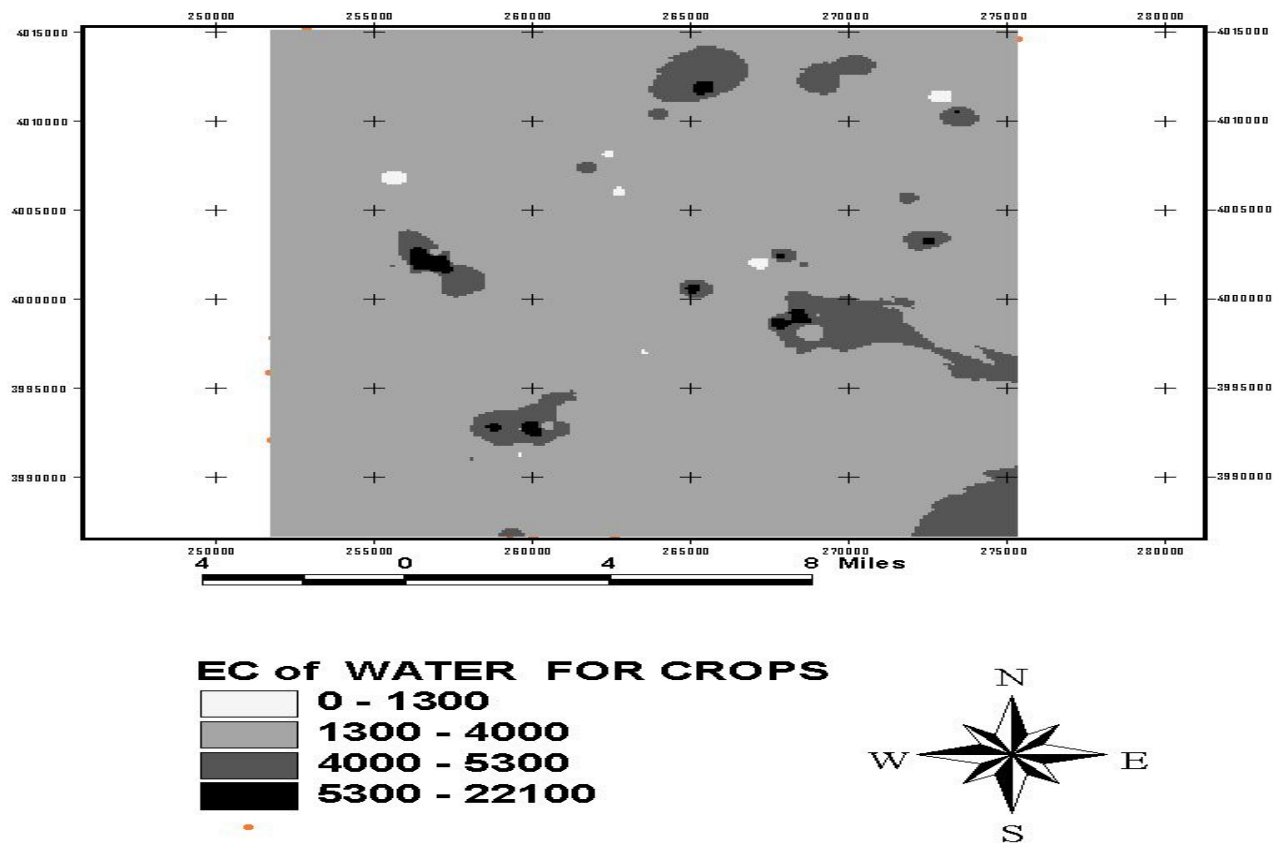 250000 255000 260000 265000 270000 275000 280000
4015000 4015000
4010000 4010000
4005000 4005000
4000000 4000000
3995000 3995000
3990000 3990000
250000 255000 260000 265000 270000 275000 280000
4 0 4 8 Miles
EC of WATER FOR CROPS
0 - 1300
1300 - 4000
4000 - 5300
5300 - 22100
N
W E
S